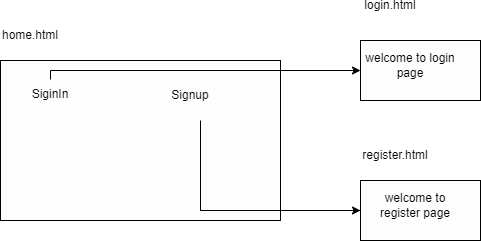 login.html
home.html
welcome to login
page
SiginIn
Signup
register.html
welcome to
register page